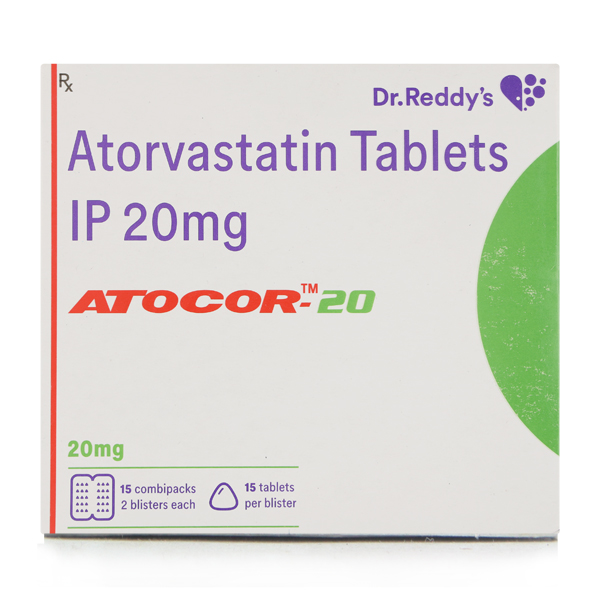 Rx
Dr.Reddy's
Atorvastatin Tablets
IP 20mg
ATOCOR™-20
20mg
15 combipacks
2 blisters each
15 tablets
per blister